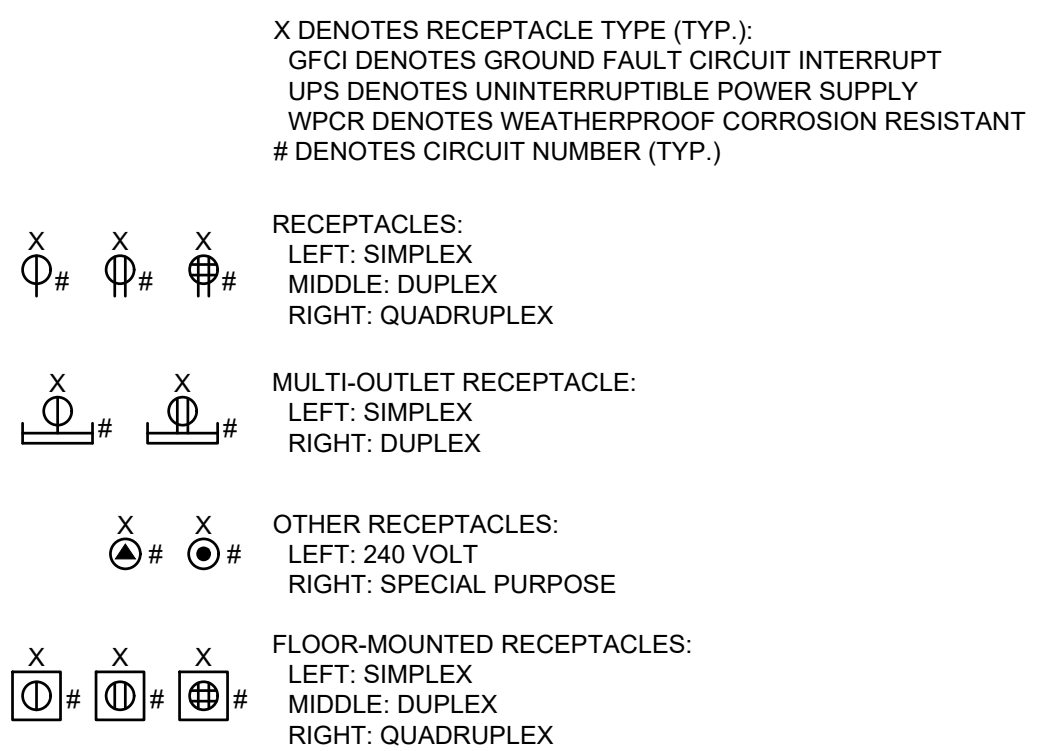 X DENOTES RECEPTACLE TYPE (TYP.):
GFCI DENOTES GROUND FAULT CIRCUIT INTERRUPT
UPS DENOTES UNINTERRUPTIBLE POWER SUPPLY
WPCR DENOTES WEATHERPROOF CORROSION RESISTANT
# DENOTES CIRCUIT NUMBER (TYP.)
X X X
# # #
RECEPTACLES:
LEFT: SIMPLEX
MIDDLE: DUPLEX
RIGHT: QUADRUPLEX
X X
# #
MULTI-OUTLET RECEPTACLE:
LEFT: SIMPLEX
RIGHT: DUPLEX
X X
# #
OTHER RECEPTACLES:
LEFT: 240 VOLT
RIGHT: SPECIAL PURPOSE
X X X
# # #
FLOOR-MOUNTED RECEPTACLES:
LEFT: SIMPLEX
MIDDLE: DUPLEX
RIGHT: QUADRUPLEX